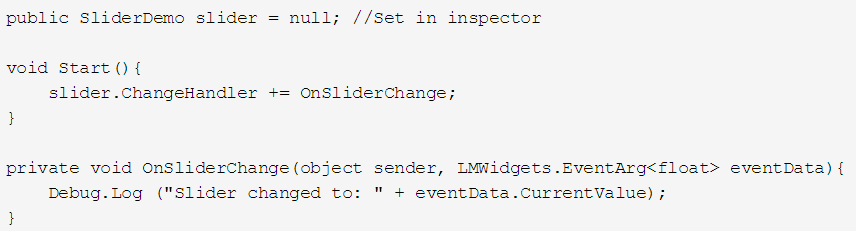 public SliderDemo slider = null; //Set in inspector
void Start(){
    slider.ChangeHandler += OnSliderChange;
}
private void OnSliderChange(object sender, LMWidgets.EventArg<float> eventData){
    Debug.Log ("Slider changed to: " + eventData.CurrentValue);
}